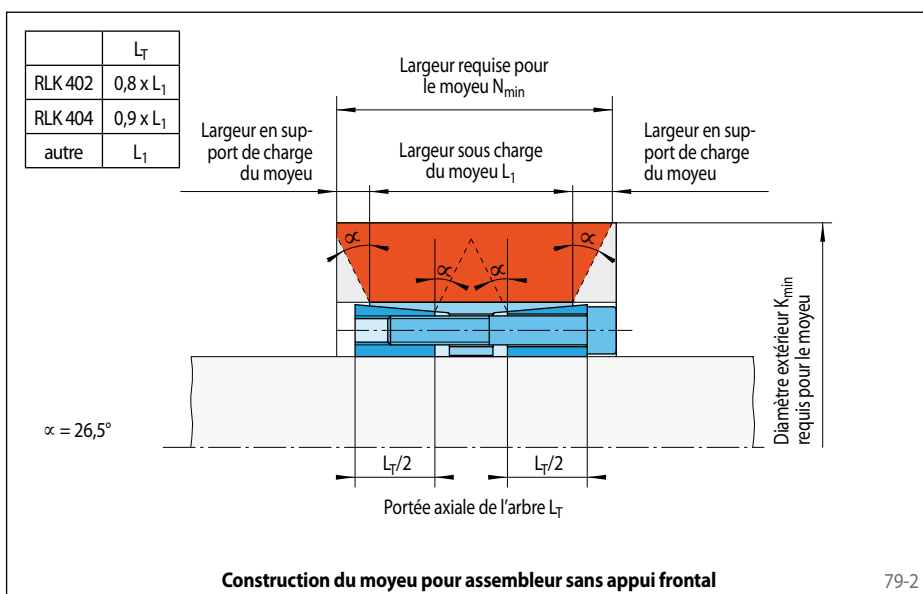 L_T
RLK 402 0,8 x L_1
RLK 404 0,9 x L_1
autre L_1
Largeur requise pour
le moyeu N_min
Largeur en sup-
port de charge
du moyeu
Largeur sous charge
du moyeu L_1
Largeur en sup-
port de charge
du moyeu
∝ ∝ ∝ ∝
Diamètre extérieur K_min
requis pour le moyeu
∝ = 26,5°
L_T/2 L_T/2
Portée axiale de l'arbre L_T
Construction du moyeu pour assembleur sans appui frontal 79-2